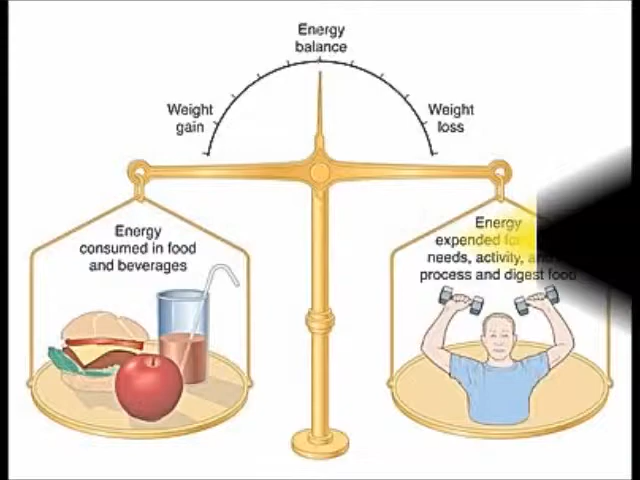 Energy
balance
Weight
gain
Weight
loss
Energy
consumed in food
and beverages
Energy
expended
needs, activity,
process and digest food